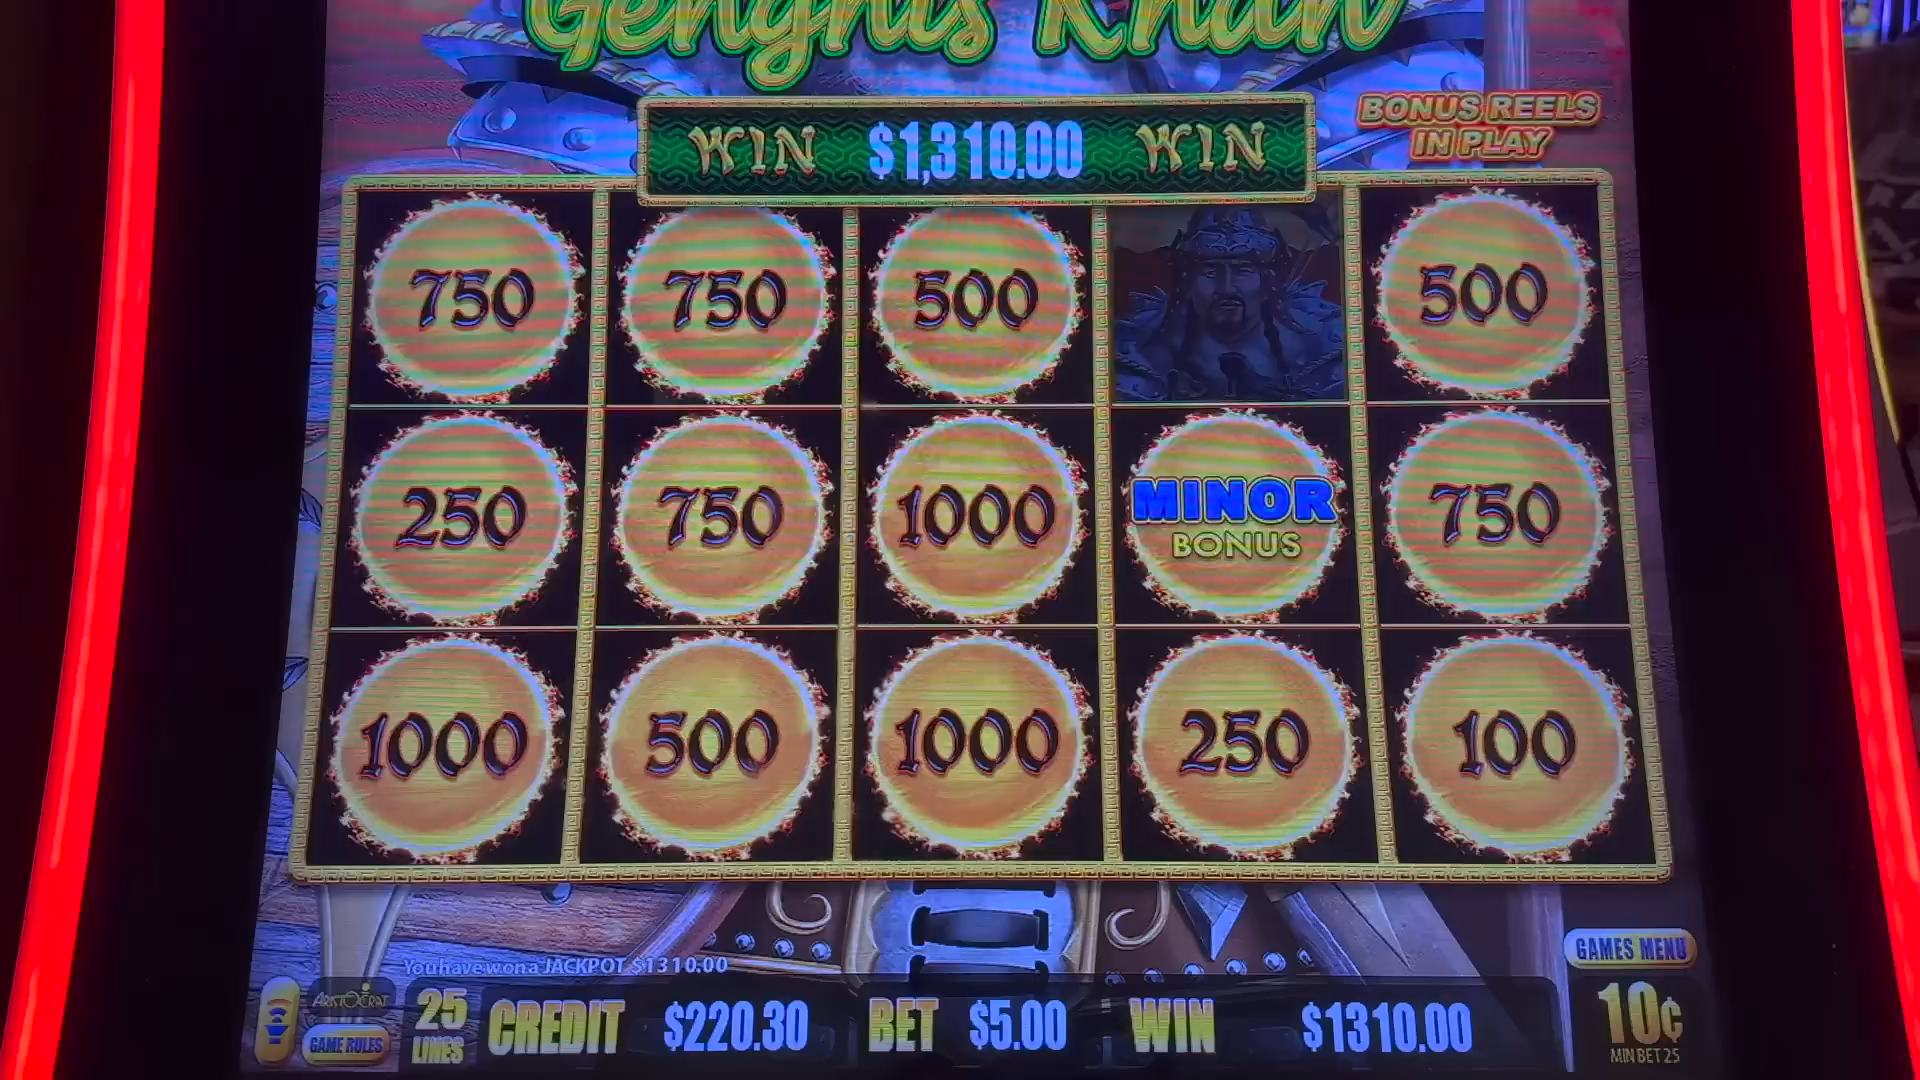 Genghis Khan
WIN $1,310.00 WIN
BONUS REELS
IN PLAY
750 750 500 500
250 750 1000 MINOR BONUS 750
1000 500 1000 250 100
You have won a JACKPOT $1310.00
GAMES MENU
ARISTOCRAT
GAME RULES
25 LINES
CREDIT $220.30 BET $5.00 WIN $1310.00
10¢
MIN BET 25